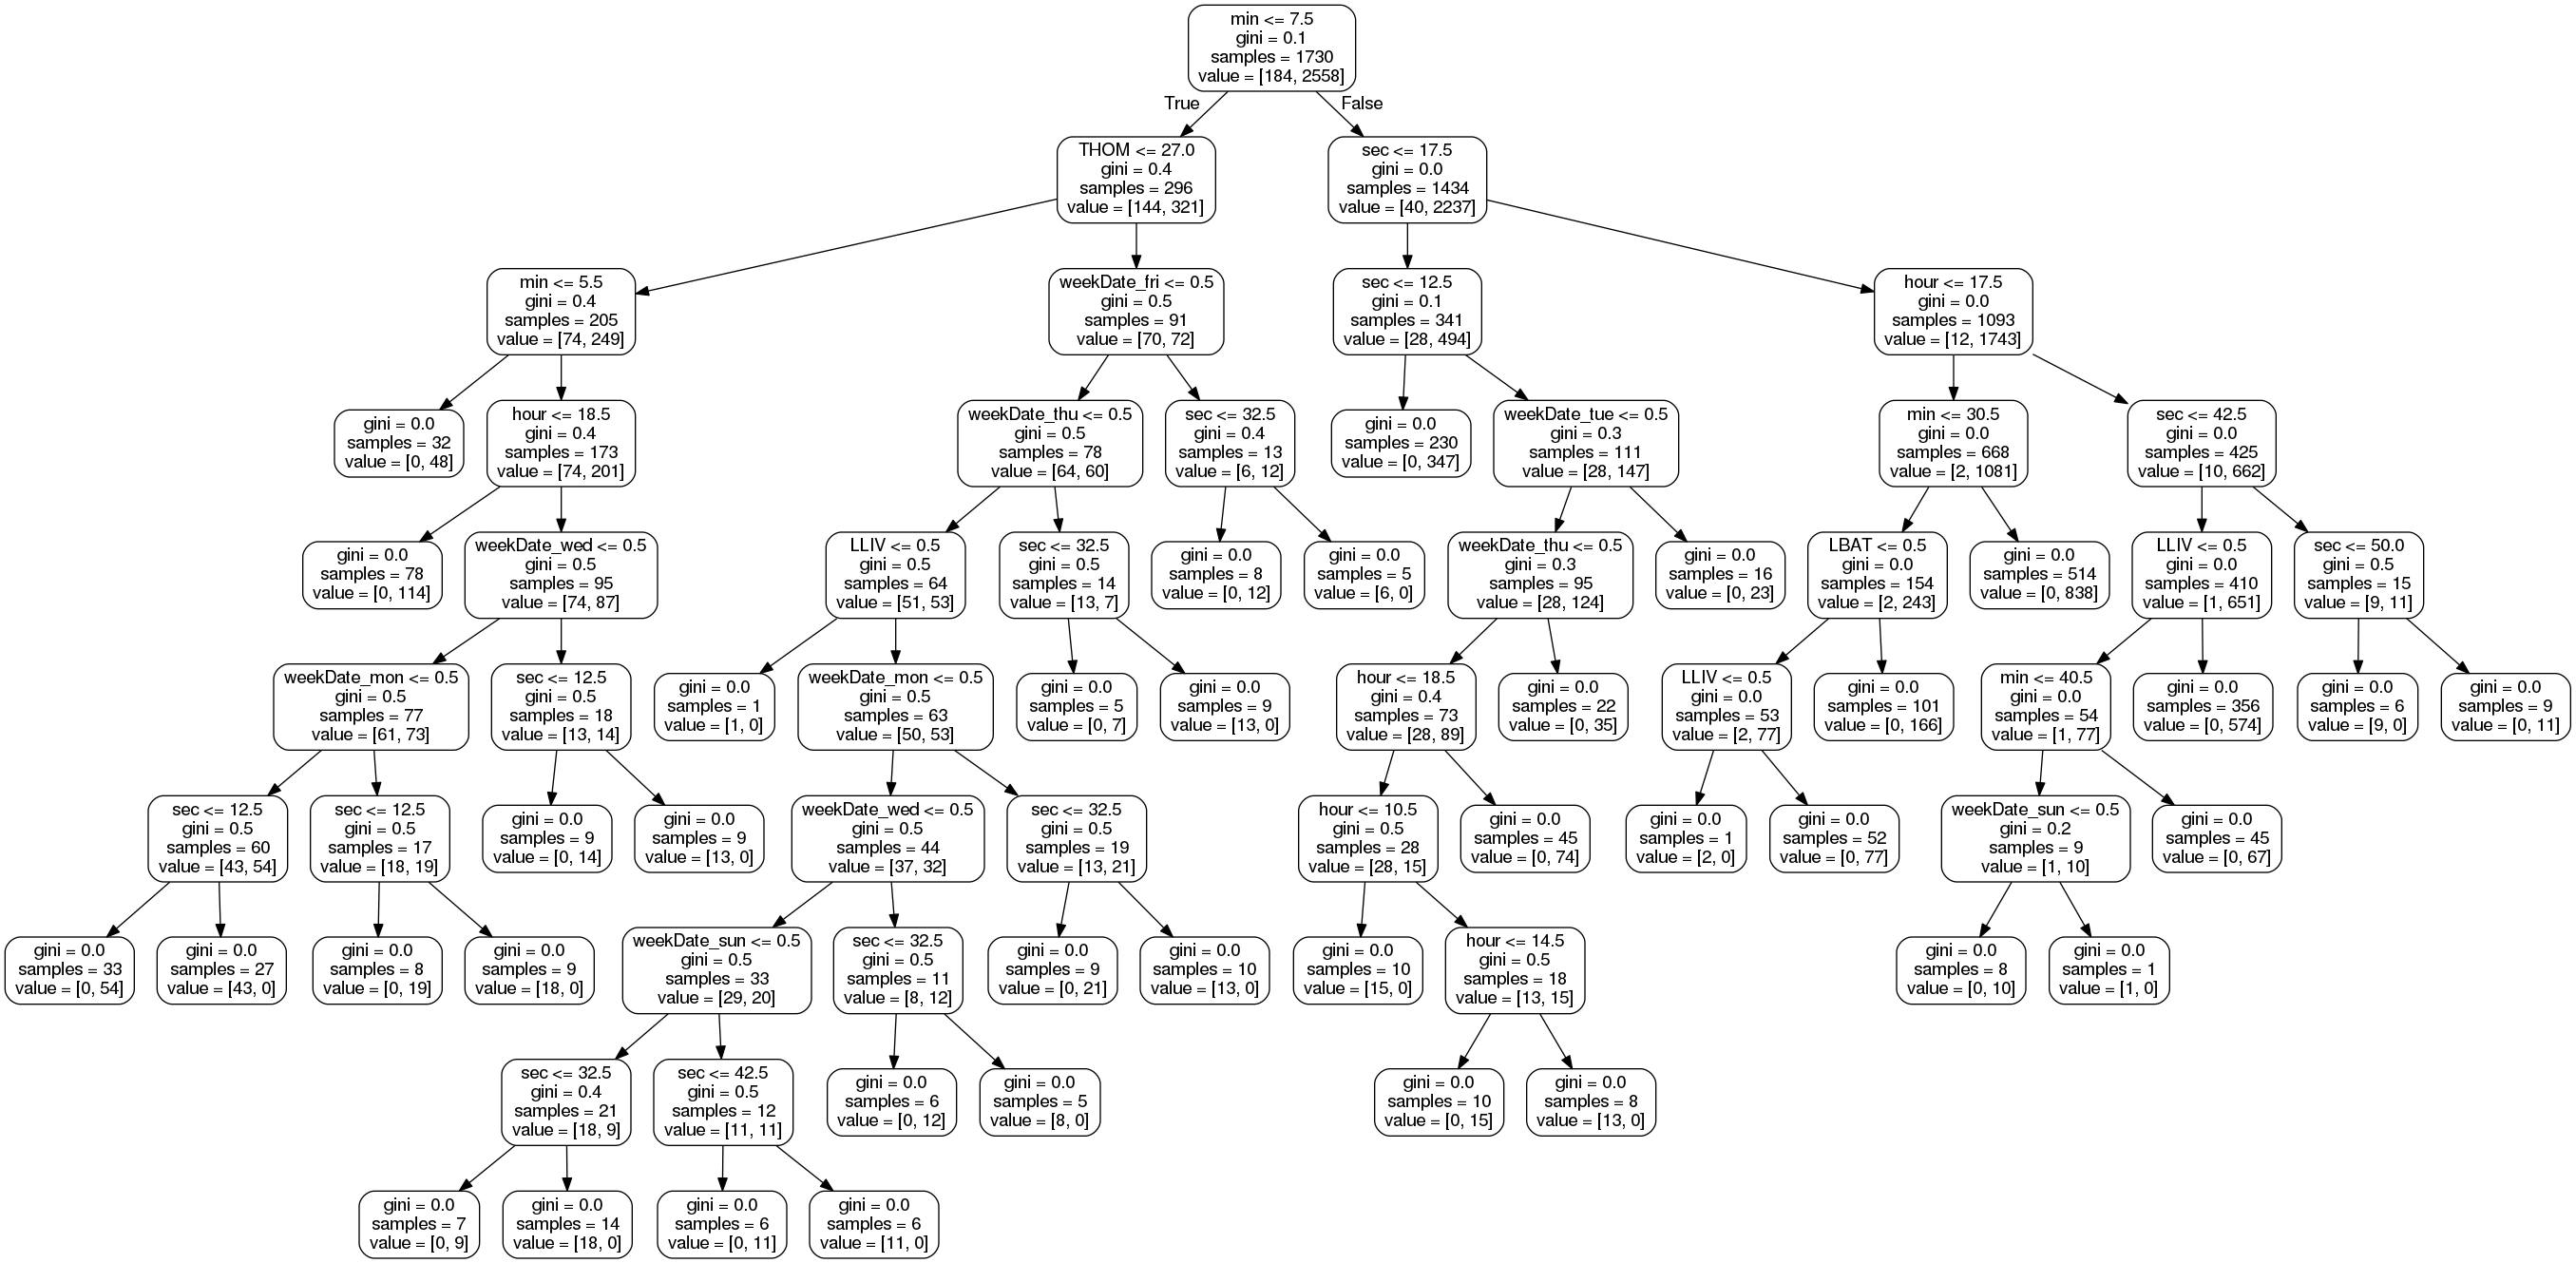 min <= 7.5
gini = 0.1
samples = 1730
value = [184, 2558]
True
False
THOM <= 27.0
gini = 0.4
samples = 296
value = [144, 321]
sec <= 17.5
gini = 0.0
samples = 1434
value = [40, 2237]
min <= 5.5
gini = 0.4
samples = 205
value = [74, 249]
weekDate_fri <= 0.5
gini = 0.5
samples = 91
value = [70, 72]
sec <= 12.5
gini = 0.1
samples = 341
value = [28, 494]
hour <= 17.5
gini = 0.0
samples = 1093
value = [12, 1743]
gini = 0.0
samples = 32
value = [0, 48]
hour <= 18.5
gini = 0.4
samples = 173
value = [74, 201]
weekDate_thu <= 0.5
gini = 0.5
samples = 78
value = [64, 60]
sec <= 32.5
gini = 0.4
samples = 13
value = [6, 12]
gini = 0.0
samples = 230
value = [0, 347]
weekDate_tue <= 0.5
gini = 0.3
samples = 111
value = [28, 147]
min <= 30.5
gini = 0.0
samples = 668
value = [2, 1081]
sec <= 42.5
gini = 0.0
samples = 425
value = [10, 662]
gini = 0.0
samples = 78
value = [0, 114]
weekDate_wed <= 0.5
gini = 0.5
samples = 95
value = [74, 87]
LLIV <= 0.5
gini = 0.5
samples = 64
value = [51, 53]
sec <= 32.5
gini = 0.5
samples = 14
value = [13, 7]
gini = 0.0
samples = 8
value = [0, 12]
gini = 0.0
samples = 5
value = [6, 0]
weekDate_thu <= 0.5
gini = 0.3
samples = 95
value = [28, 124]
gini = 0.0
samples = 16
value = [0, 23]
LBAT <= 0.5
gini = 0.0
samples = 154
value = [2, 243]
gini = 0.0
samples = 514
value = [0, 838]
LLIV <= 0.5
gini = 0.0
samples = 410
value = [1, 651]
sec <= 50.0
gini = 0.5
samples = 15
value = [9, 11]
weekDate_mon <= 0.5
gini = 0.5
samples = 77
value = [61, 73]
sec <= 12.5
gini = 0.5
samples = 18
value = [13, 14]
gini = 0.0
samples = 1
value = [1, 0]
weekDate_mon <= 0.5
gini = 0.5
samples = 63
value = [50, 53]
gini = 0.0
samples = 5
value = [0, 7]
gini = 0.0
samples = 9
value = [13, 0]
hour <= 18.5
gini = 0.4
samples = 73
value = [28, 89]
gini = 0.0
samples = 22
value = [0, 35]
LLIV <= 0.5
gini = 0.0
samples = 53
value = [2, 77]
gini = 0.0
samples = 101
value = [0, 166]
min <= 40.5
gini = 0.0
samples = 54
value = [1, 77]
gini = 0.0
samples = 356
value = [0, 574]
gini = 0.0
samples = 6
value = [9, 0]
gini = 0.0
samples = 9
value = [0, 11]
sec <= 12.5
gini = 0.5
samples = 60
value = [43, 54]
sec <= 12.5
gini = 0.5
samples = 17
value = [18, 19]
gini = 0.0
samples = 9
value = [0, 14]
gini = 0.0
samples = 9
value = [13, 0]
weekDate_wed <= 0.5
gini = 0.5
samples = 44
value = [37, 32]
sec <= 32.5
gini = 0.5
samples = 19
value = [13, 21]
hour <= 10.5
gini = 0.5
samples = 28
value = [28, 15]
gini = 0.0
samples = 45
value = [0, 74]
gini = 0.0
samples = 1
value = [2, 0]
gini = 0.0
samples = 52
value = [0, 77]
weekDate_sun <= 0.5
gini = 0.2
samples = 9
value = [1, 10]
gini = 0.0
samples = 45
value = [0, 67]
gini = 0.0
samples = 33
value = [0, 54]
gini = 0.0
samples = 27
value = [43, 0]
gini = 0.0
samples = 8
value = [0, 19]
gini = 0.0
samples = 9
value = [18, 0]
weekDate_sun <= 0.5
gini = 0.5
samples = 33
value = [29, 20]
sec <= 32.5
gini = 0.5
samples = 11
value = [8, 12]
gini = 0.0
samples = 9
value = [0, 21]
gini = 0.0
samples = 10
value = [13, 0]
gini = 0.0
samples = 10
value = [15, 0]
hour <= 14.5
gini = 0.5
samples = 18
value = [13, 15]
gini = 0.0
samples = 8
value = [0, 10]
gini = 0.0
samples = 1
value = [1, 0]
sec <= 32.5
gini = 0.4
samples = 21
value = [18, 9]
sec <= 42.5
gini = 0.5
samples = 12
value = [11, 11]
gini = 0.0
samples = 6
value = [0, 12]
gini = 0.0
samples = 5
value = [8, 0]
gini = 0.0
samples = 10
value = [0, 15]
gini = 0.0
samples = 8
value = [13, 0]
gini = 0.0
samples = 7
value = [0, 9]
gini = 0.0
samples = 14
value = [18, 0]
gini = 0.0
samples = 6
value = [0, 11]
gini = 0.0
samples = 6
value = [11, 0]